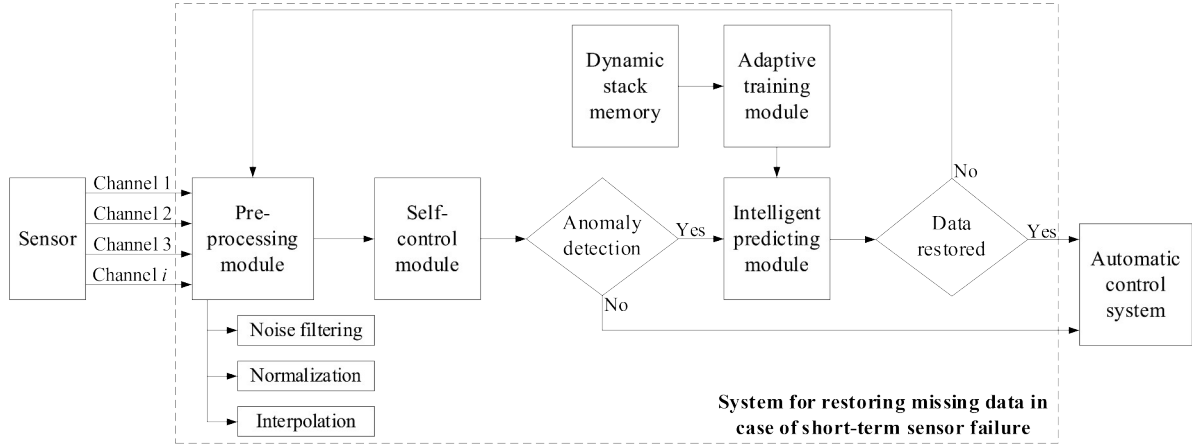 Dynamic
stack
memory
Adaptive
training
module
Sensor
Channel 1
Channel 2
Channel 3
Channel i
Pre-
processing
module
Self-
control
module
Anomaly
detection
Yes
No
Intelligent
predicting
module
Data
restored
No
Yes
Automatic
control
system
Noise filtering
Normalization
Interpolation
System for restoring missing data in
case of short-term sensor failure